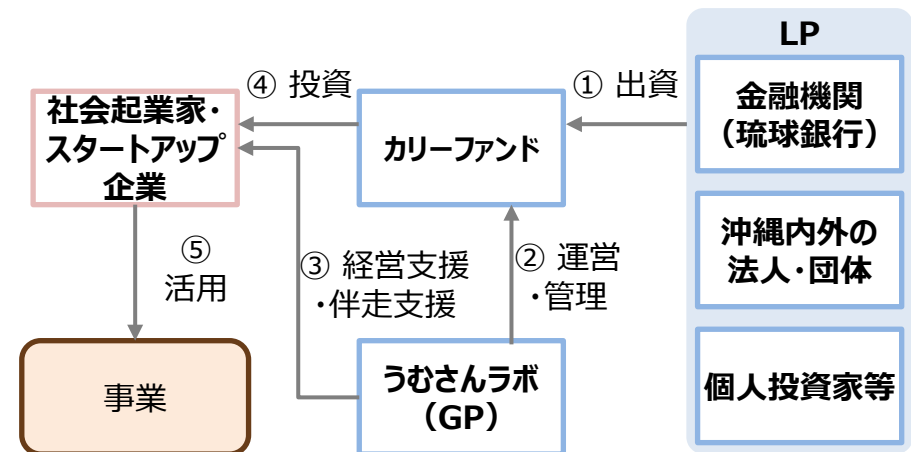 LP
金融機関
（琉球銀行）
沖縄内外の
法人・団体
個人投資家等
① 出資
カリーファンド
④ 投資
社会起業家・
スタートアップ
企業
② 運営
・管理
③ 経営支援
・伴走支援
うむさんラボ
（GP）
⑤
活用
事業